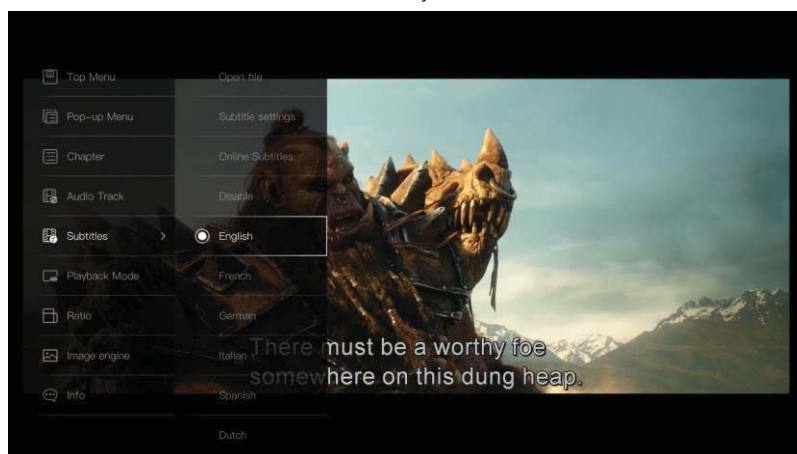 Top Menu
Pop-up Menu
Chapter
Audio Track
Subtitles >
Playback Mode
Ratio
Image engine
Info
Open file
Subtitle settings
Online Subtitles
Disable
English
French
German
Italian
Spanish
Dutch
There must be a worthy foe
somewhere on this dung heap.